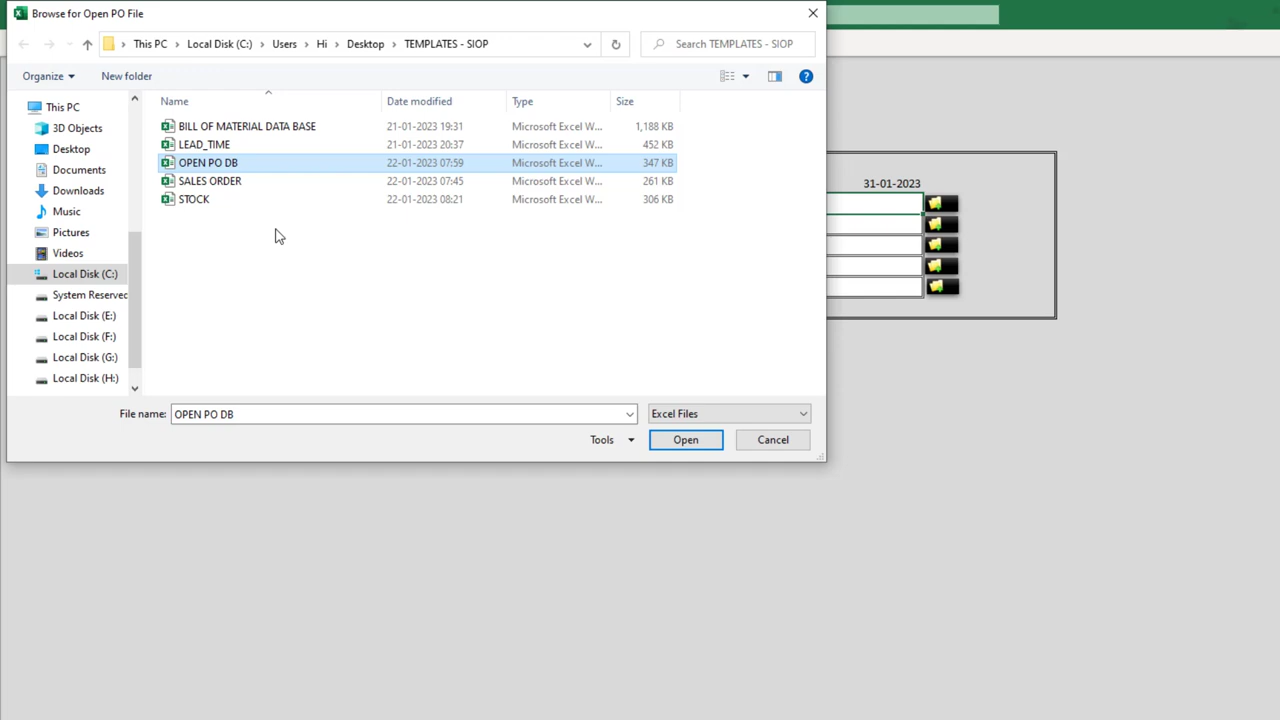 Browse for Open PO File
This PC > Local Disk (C:) > Users > Hi > Desktop > TEMPLATES - SIOP
Search TEMPLATES - SIOP
Organize
New folder
Name Date modified Type Size
BILL OF MATERIAL DATA BASE 21-01-2023 19:31 Microsoft Excel W... 1,188 KB
LEAD_TIME 21-01-2023 20:37 Microsoft Excel W... 452 KB
OPEN PO DB 22-01-2023 07:59 Microsoft Excel W... 347 KB
SALES ORDER 22-01-2023 07:45 Microsoft Excel W... 261 KB
STOCK 22-01-2023 08:21 Microsoft Excel W... 306 KB
This PC
3D Objects
Desktop
Documents
Downloads
Music
Pictures
Videos
Local Disk (C:)
System Reserved
Local Disk (E:)
Local Disk (F:)
Local Disk (G:)
Local Disk (H:)
31-01-2023
File name: OPEN PO DB
Excel Files
Tools
Open
Cancel